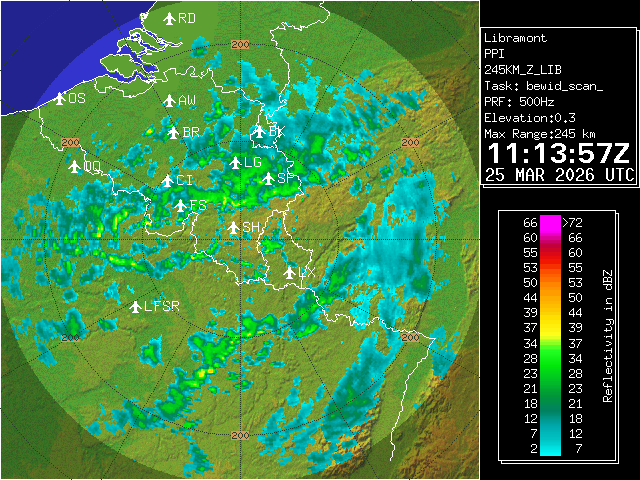 RD
200
OS
AW
BR
BK
200
200
LG
OQ
CI
SP
FS
SH
LX
LFSR
200
200
200
Libramont
PPI
245KM_Z_LIB
Task: bewid_scan_
PRF: 500Hz
Elevation:0.3
Max Range:245 km
11:13:57Z
25 MAR 2026 UTC
66 >72
60 66
55 60
53 55
50 53
44 50
39 44
37 39
34 37
28 34
23 28
21 23
18 21
12 18
7 12
2 7
Reflectivity in dBZ